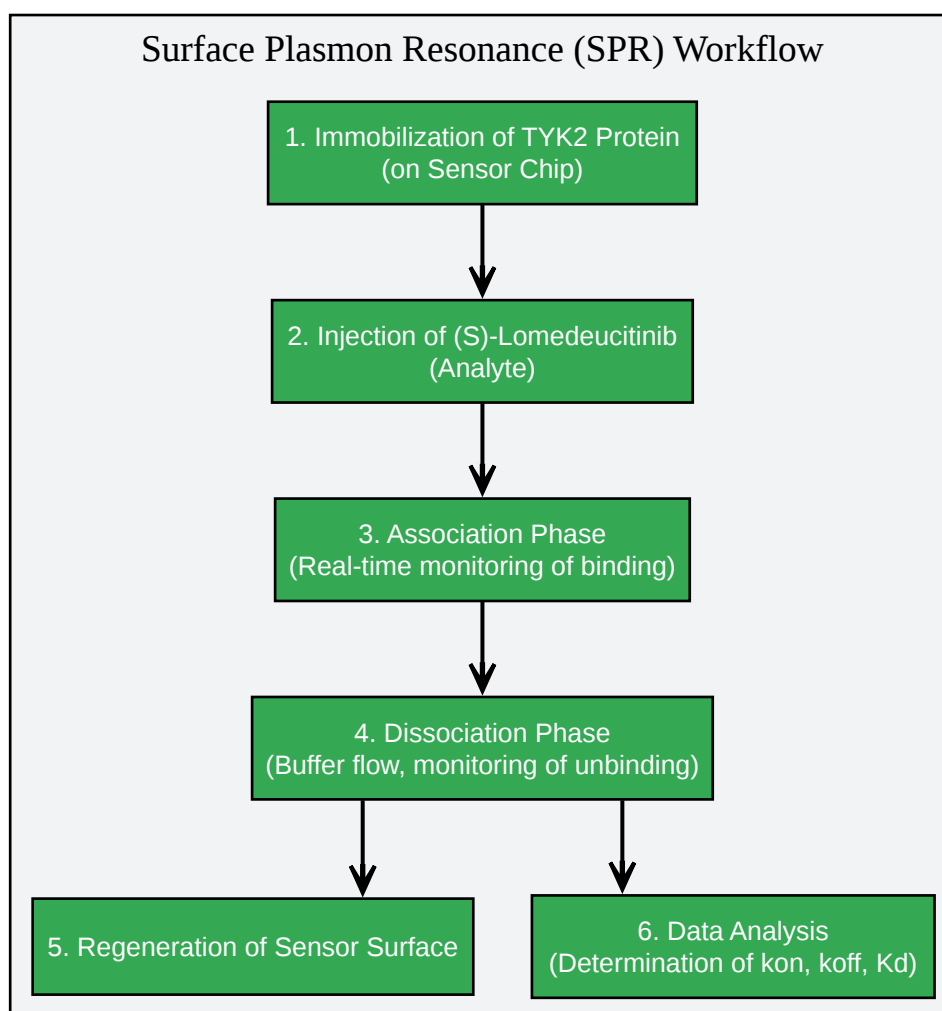 Surface Plasmon Resonance (SPR) Workflow
1. Immobilization of TYK2 Protein
(on Sensor Chip)
2. Injection of (S)-Lomedeucitinib
(Analyte)
3. Association Phase
(Real-time monitoring of binding)
4. Dissociation Phase
(Buffer flow, monitoring of unbinding)
5. Regeneration of Sensor Surface
6. Data Analysis
(Determination of kon, koff, Kd)